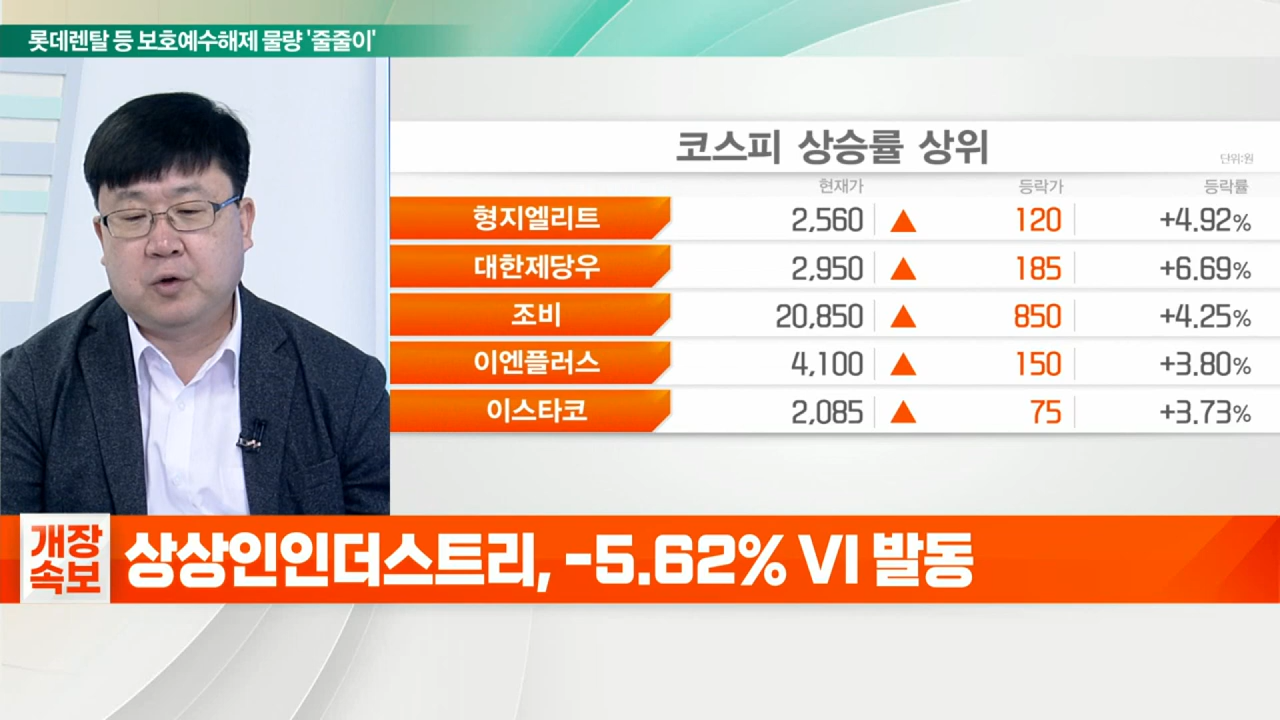 롯데렌탈 등 보호예수해제 물량 '줄줄이'
코스피 상승률 상위
단위:원
현재가 등락가 등락률
형지엘리트 2,560 ▲ 120 +4.92%
대한제당우 2,950 ▲ 185 +6.69%
조비 20,850 ▲ 850 +4.25%
이엔플러스 4,100 ▲ 150 +3.80%
이스타코 2,085 ▲ 75 +3.73%
개장
속보
상상인인더스트리, -5.62% VI 발동